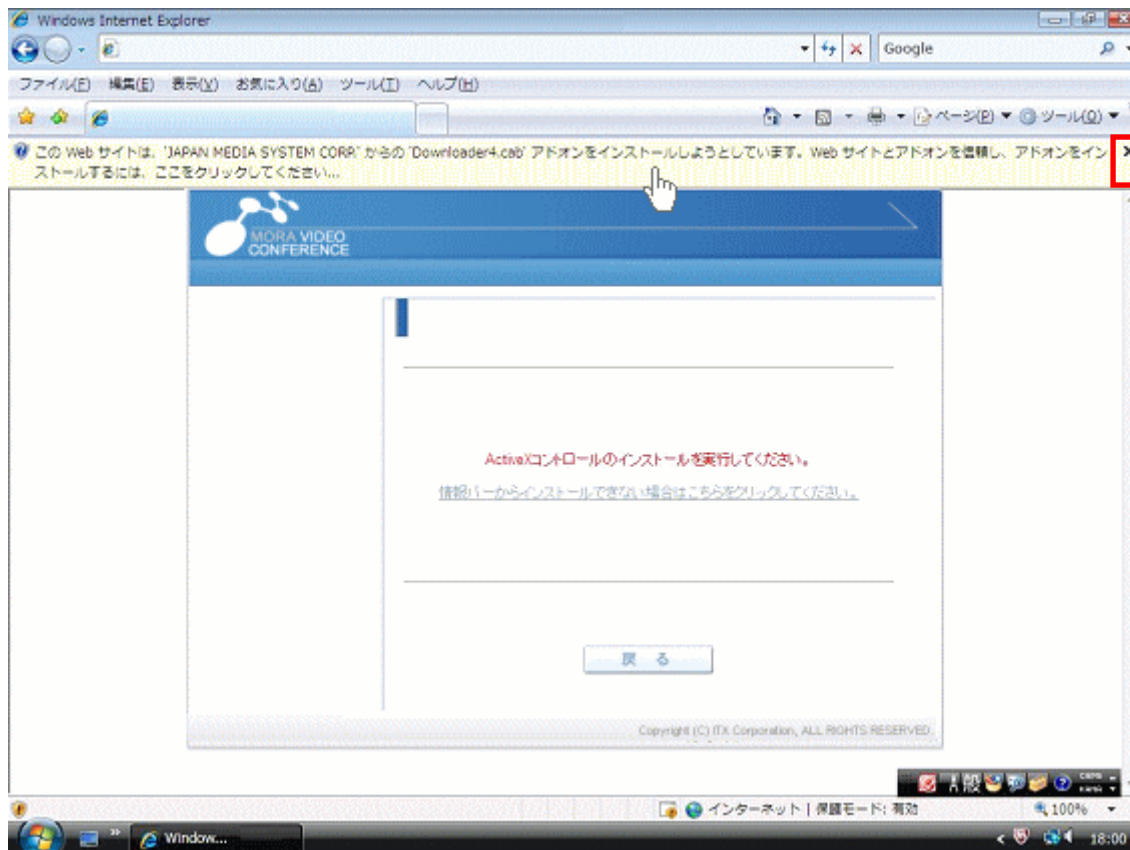 Windows Internet Explorer
Google
ファイル(F) 編集(E) 表示(V) お気に入り(A) ツール(T) ヘルプ(H)
ページ(P) ツール(O)
この Web サイトは、'JAPAN MEDIA SYSTEM CORP.' からの 'Downloader4.cab' アドオンをインストールしようとしています。Web サイトとアドオンを信頼し、アドオンをイン
ストールするには、ここをクリックしてください...
MORA VIDEO
CONFERENCE
ActiveXコントロールのインストールを実行してください。
情報バーからインストールできない場合はこちらをクリックしてください。
戻 る
Copyright (C) ITX Corporation, ALL RIGHTS RESERVED.
A 般 CAPS
KANA
インターネット | 保護モード: 有効 100%
Window... 18:00